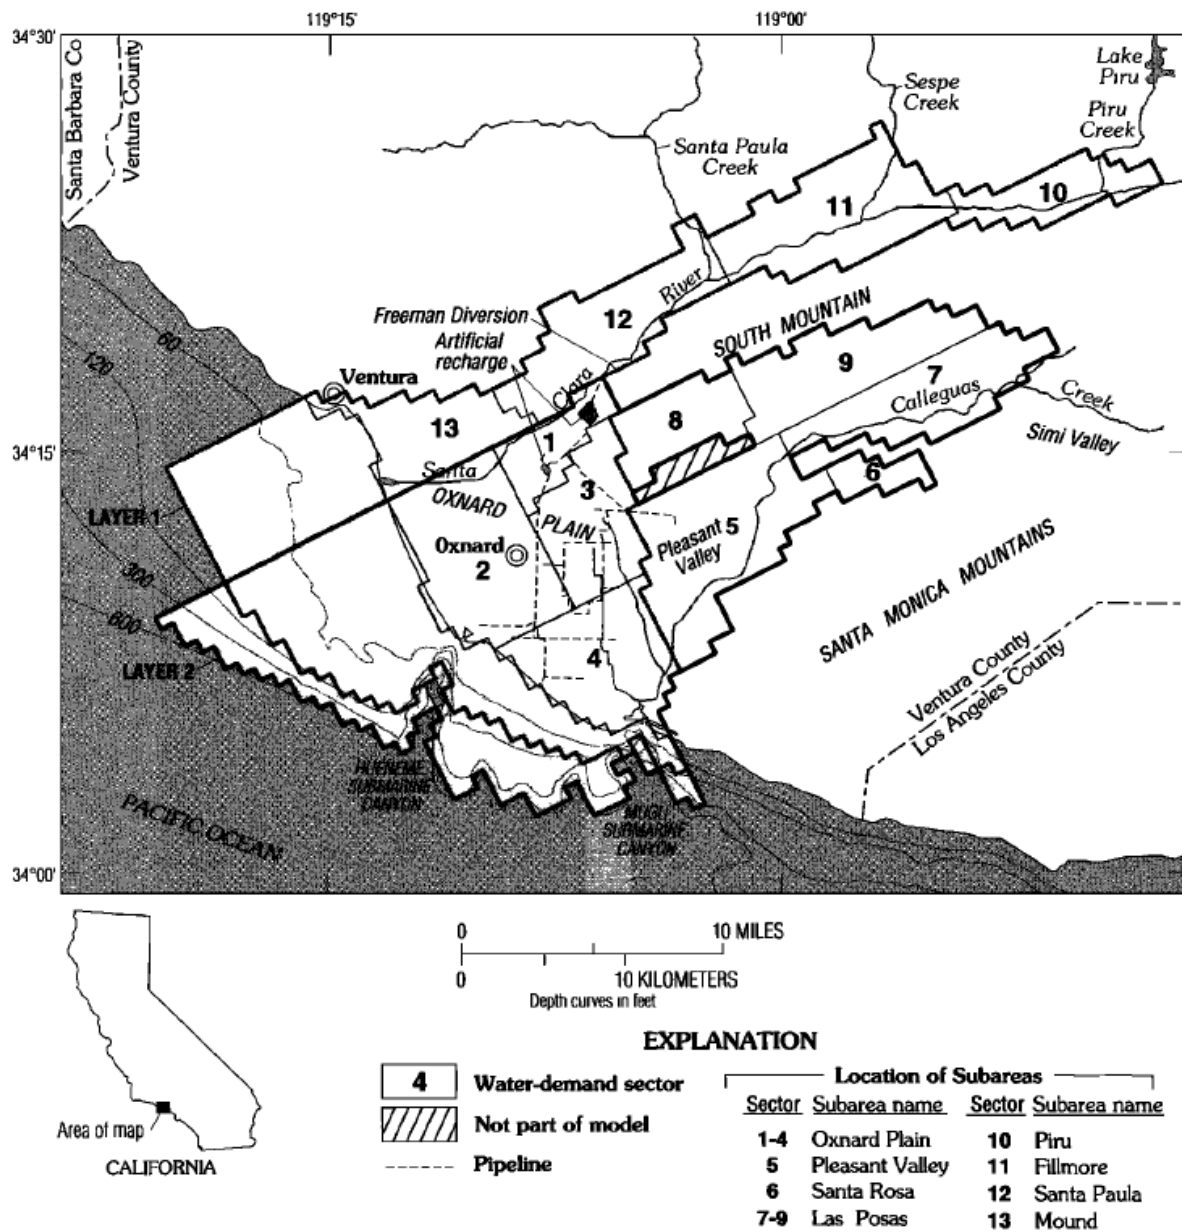 119°15'
119°00'
34°30'
Santa Barbara Co
Ventura County
Lake
Piru
Sespe
Creek
Piru
Creek
Santa Paula
Creek
10
11
River
Freeman Diversion
12
SOUTH MOUNTAIN
Artificial
recharge
60
120
Ventura
Clara
9
7
Calleguas
Creek
13
1
8
Simi Valley
34°15'
Santa
6
OXNARD
3
LAYER 1
PLAIN
5
Oxnard
2
Pleasant
Valley
300
SANTA MONICA MOUNTAINS
600
4
LAYER 2
Ventura County
Los Angeles County
HUENEME
SUBMARINE
CANYON
MUGU
SUBMARINE
CANYON
PACIFIC OCEAN
34°00'
0 10 MILES
0 10 KILOMETERS
Depth curves in feet
EXPLANATION
4 Water-demand sector
Not part of model
Pipeline
Location of Subareas
Sector Subarea name Sector Subarea name
1-4 Oxnard Plain 10 Piru
5 Pleasant Valley 11 Fillmore
6 Santa Rosa 12 Santa Paula
7-9 Las Posas 13 Mound
Area of map
CALIFORNIA